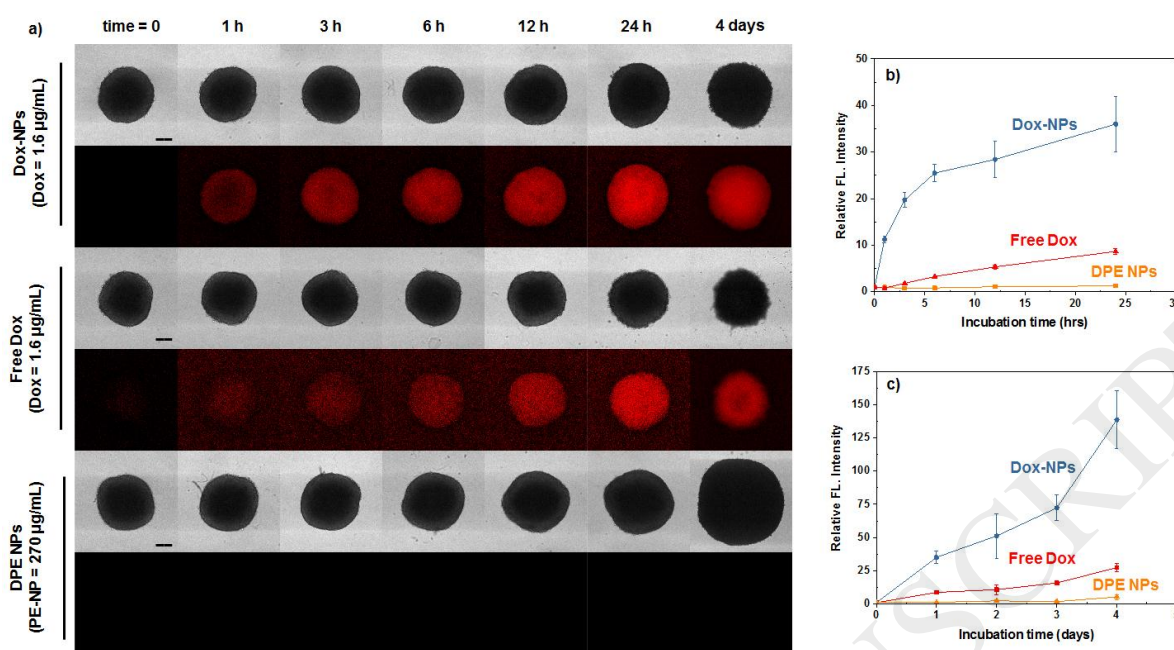 a)
time = 0
1 h
3 h
6 h
12 h
24 h
4 days
Dox-NPs
(Dox = 1.6 µg/mL)
Free Dox
(Dox = 1.6 µg/mL)
DPE NPs
(PE-NP = 270 µg/mL)
b)
Relative FL. Intensity
50
40
30
20
10
0
Dox-NPs
Free Dox
DPE NPs
0 5 10 15 20 25
Incubation time (hrs)
c)
Relative FL. Intensity
175
150
125
100
75
50
25
0
Dox-NPs
Free Dox
DPE NPs
0 1 2 3 4
Incubation time (days)